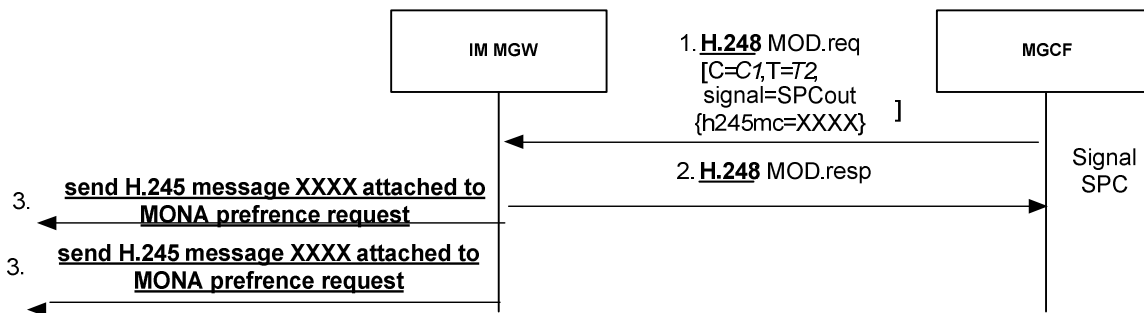 IM MGW
MGCF
1. H.248 MOD.req
[C=C1,T=T2,
signal=SPCout
{h245mc=XXXX} ]
2. H.248 MOD.resp
Signal
SPC
3. send H.245 message XXXX attached to
MONA prefrence request
3. send H.245 message XXXX attached to
MONA prefrence request